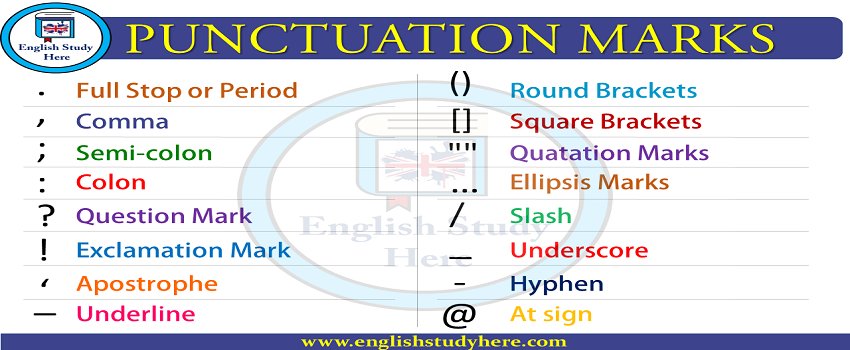 English Study
Here
PUNCTUATION MARKS
. Full Stop or Period
, Comma
; Semi-colon
: Colon
? Question Mark
! Exclamation Mark
‘ Apostrophe
— Underline
() Round Brackets
[] Square Brackets
"" Quatation Marks
... Ellipsis Marks
/ Slash
_ Underscore
- Hyphen
@ At sign
English Study
Here
www.englishstudyhere.com